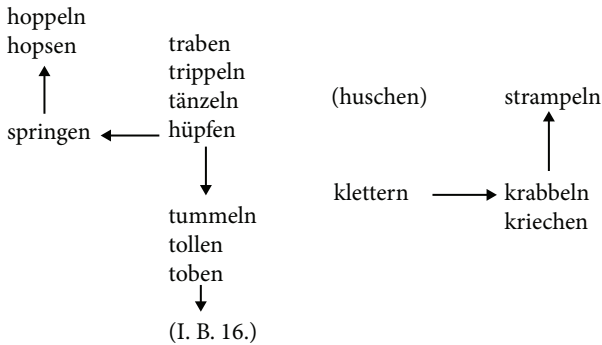 hoppeln
hopsen
springen
traben
trippeln
tänzeln
hüpfen
tummeln
tollen
toben
(I. B. 16.)
(huschen)
klettern
strampeln
krabbeln
kriechen